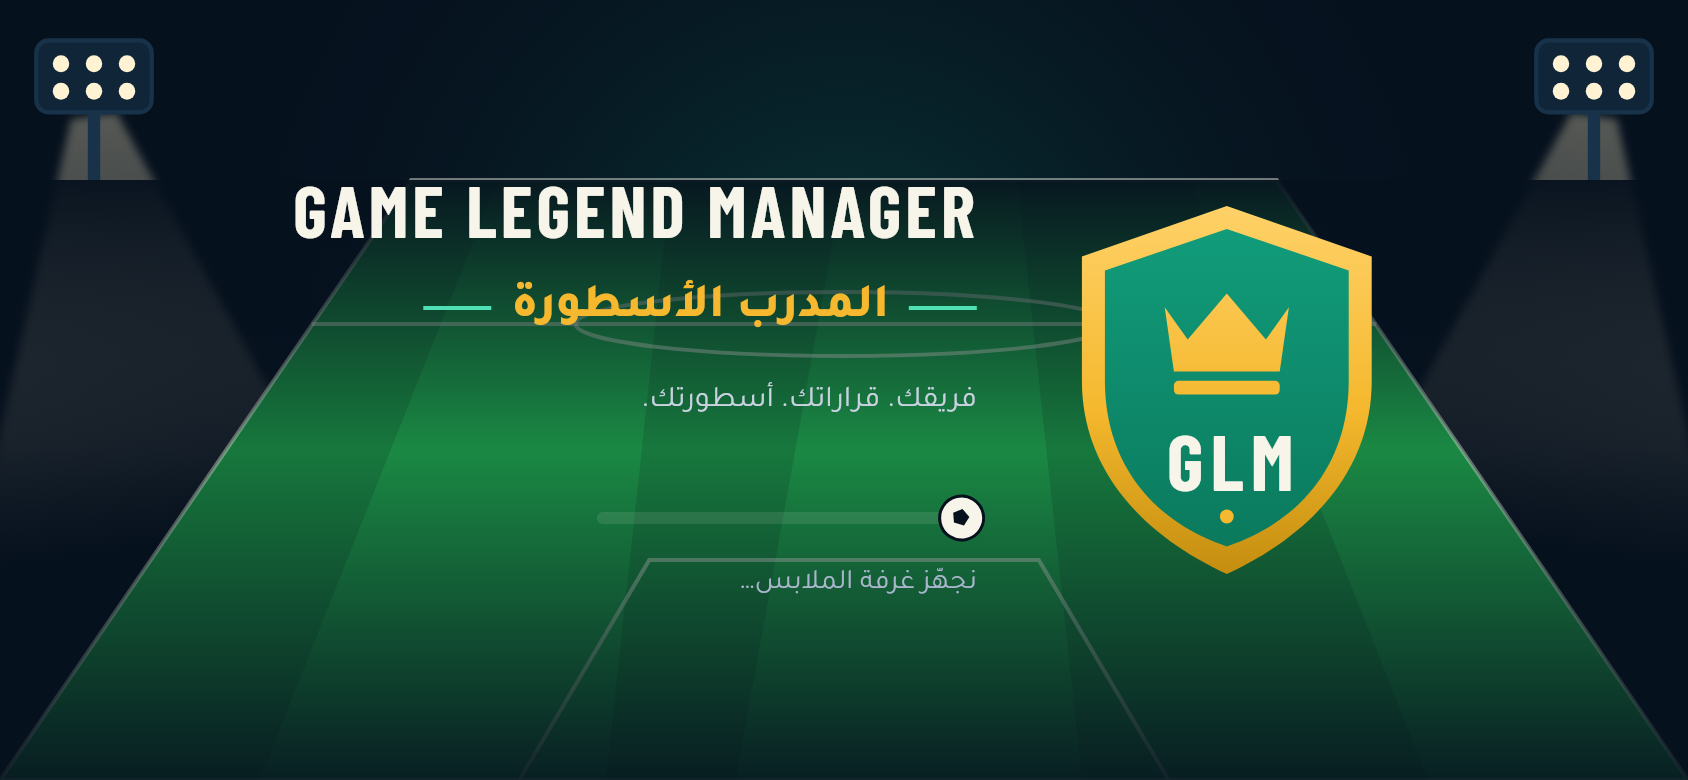 GAME LEGEND MANAGER
المدرب الأسطورة
فريقك. قراراتك. أسطورتك.
نجهّز غرفة الملابس...
GLM